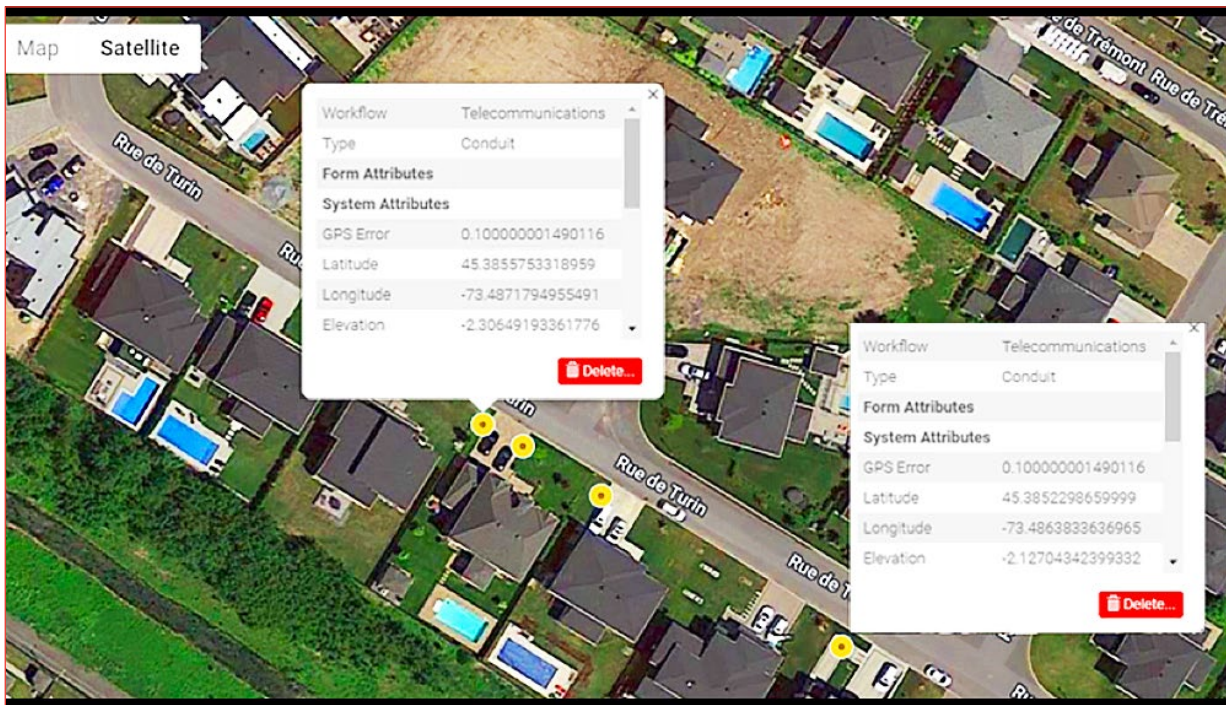 Map Satellite
de Trémont Rue de Tré
Rue de Turin
Workflow Telecommunications
Type Conduit
Form Attributes
System Attributes
GPS Error 0.100000001490116
Latitude 45.3855753318959
Longitude -73.4871794955491
Elevation -2.30649193361776
Delete...
Rue de Turin
Rue de T
Workflow Telecommunications
Type Conduit
Form Attributes
System Attributes
GPS Error 0.100000001490116
Latitude 45.3852298659999
Longitude -73.4863833636965
Elevation -2.12704342399332
Delete...